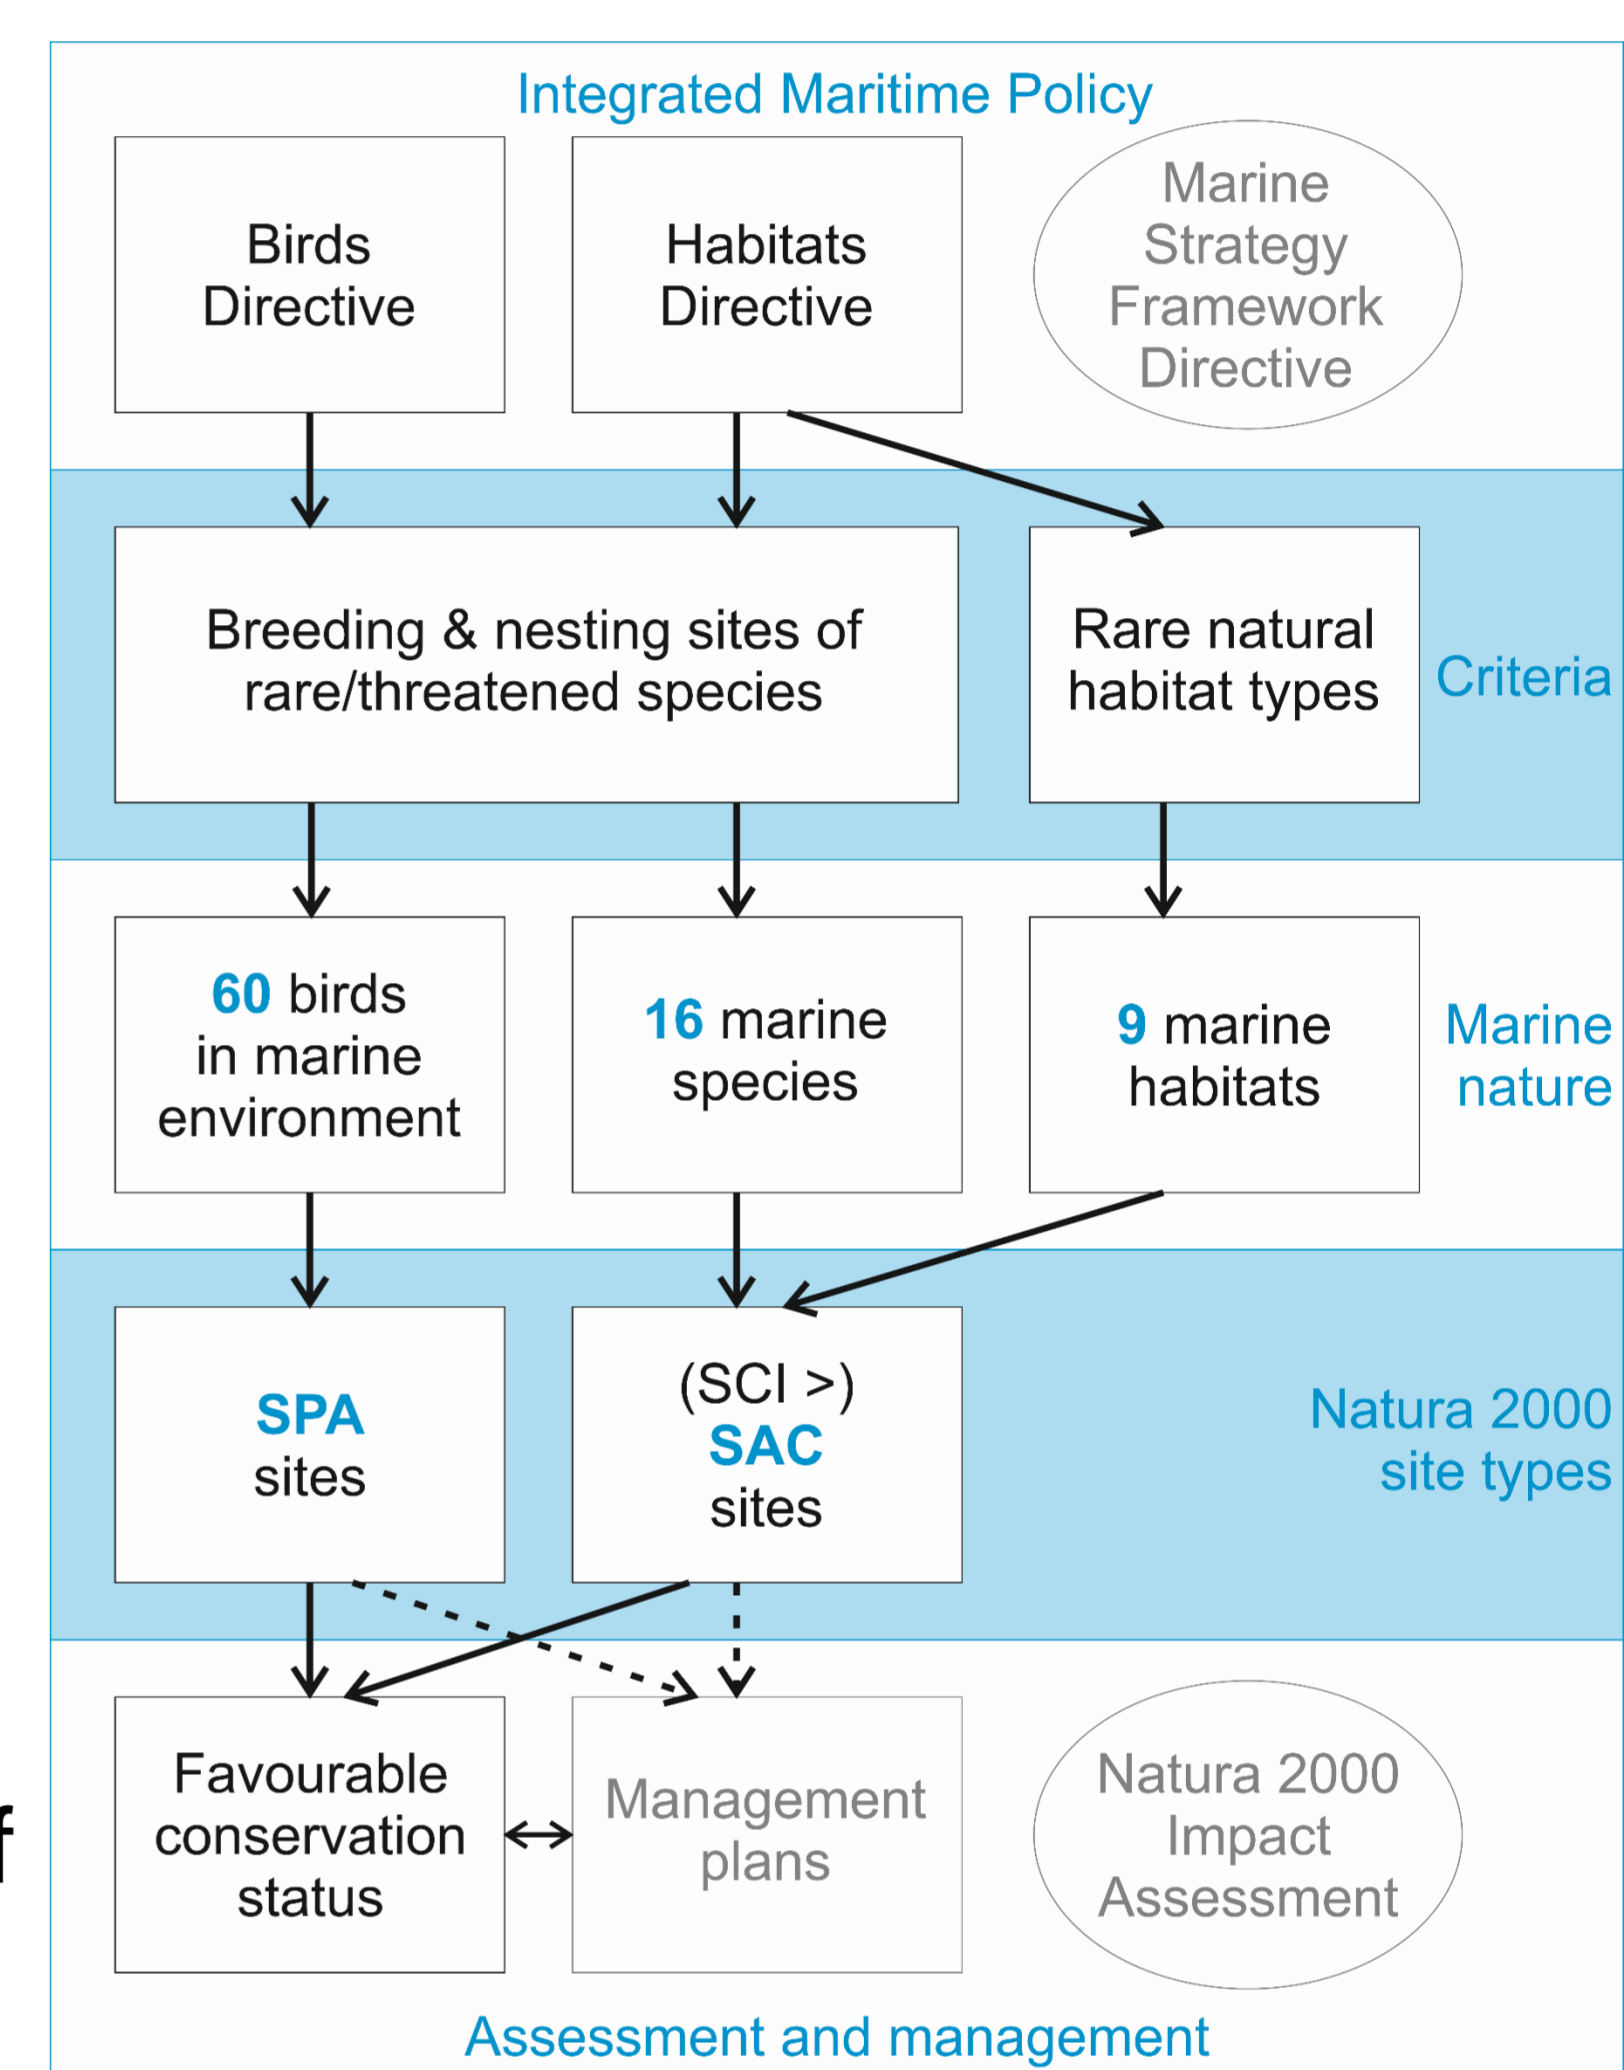 Integrated Maritime Policy
Birds
Directive
Habitats
Directive
Marine
Strategy
Framework
Directive
Breeding & nesting sites of
rare/threatened species
Rare natural
habitat types
Criteria
60 birds
in marine
environment
16 marine
species
9 marine
habitats
Marine
nature
SPA
sites
(SCI >)
SAC
sites
Natura 2000
site types
Favourable
conservation
status
Management
plans
Natura 2000
Impact
Assessment
Assessment and management